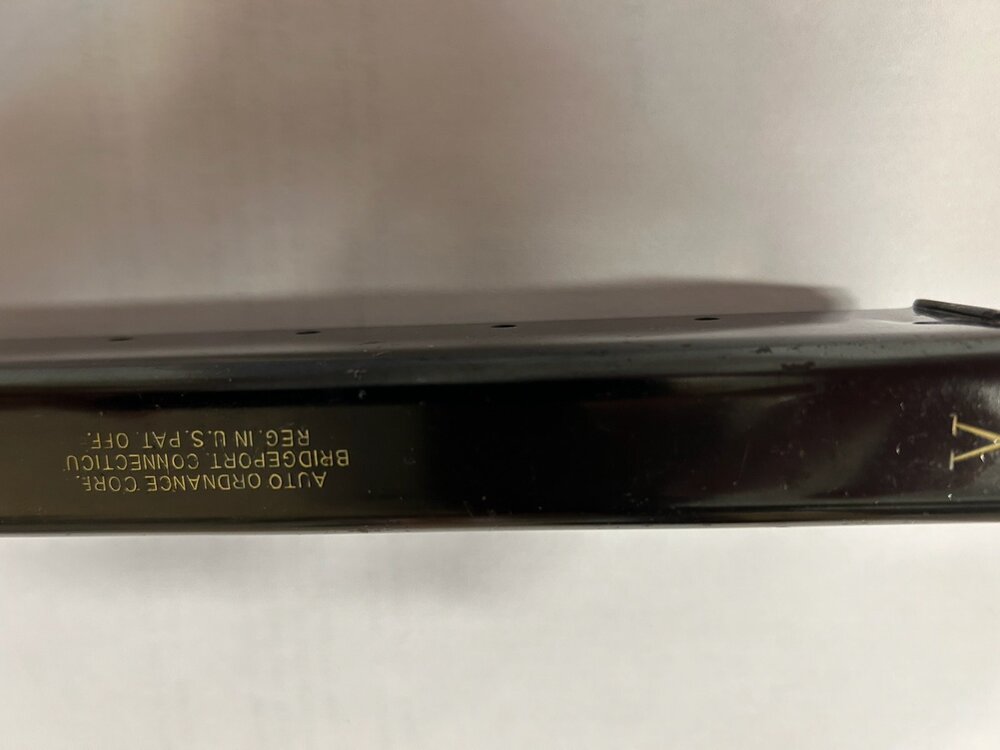 AUTO ORDNANCE CORP.
BRIDGEPORT. CONNECTICU
REG. IN U.S. PAT. OFF.
V